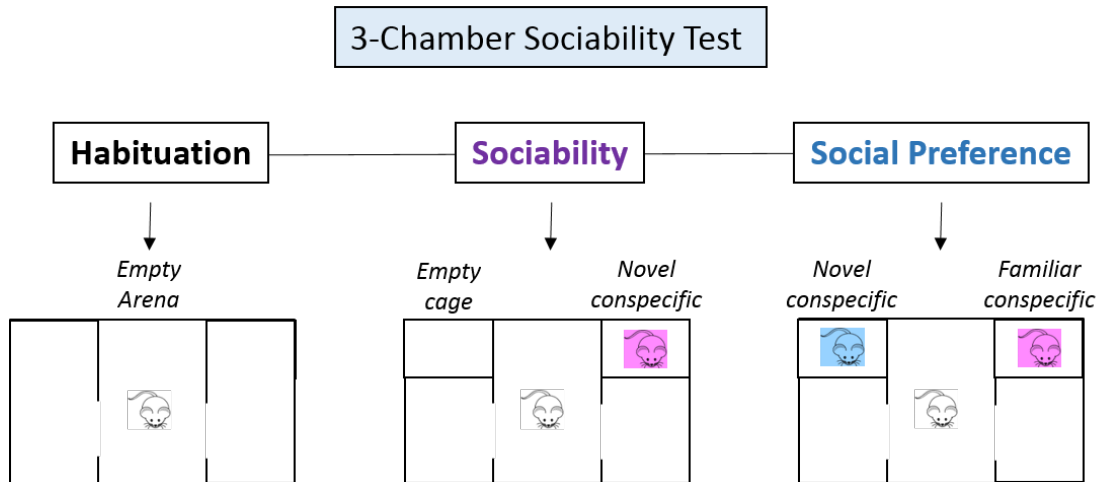 3-Chamber Sociability Test
Habituation
Sociability
Social Preference
Empty
Arena
Empty
cage
Novel
conspecific
Novel
conspecific
Familiar
conspecific